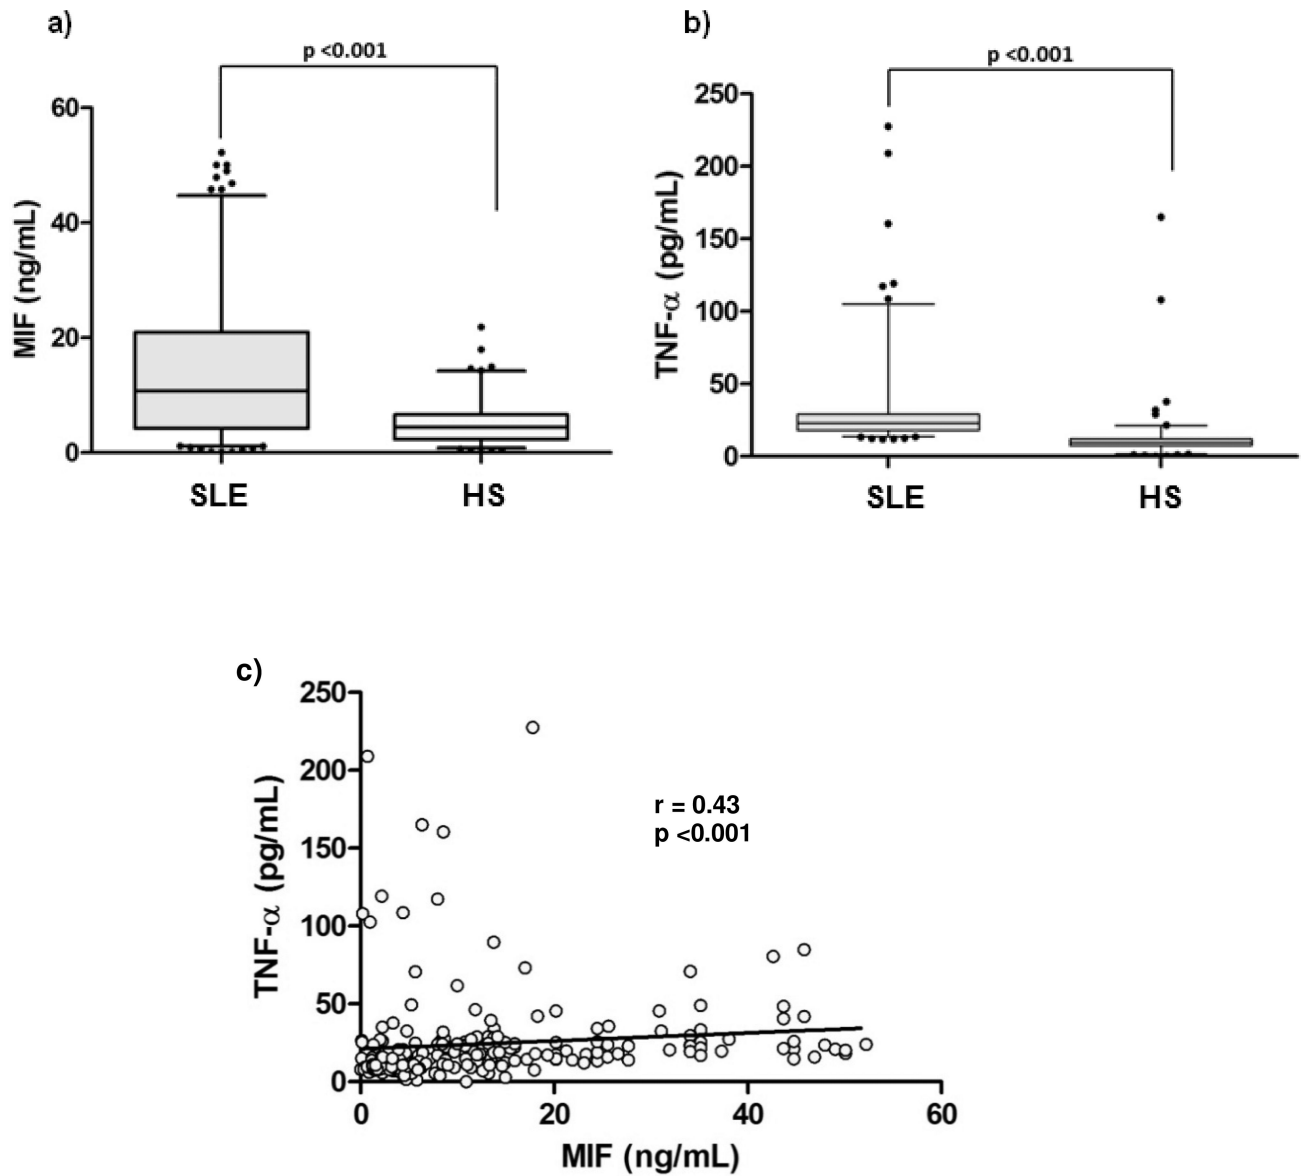 a)
p <0.001
60
40
20
0
MIF (ng/mL)
SLE HS
b)
p <0.001
250
200
150
100
50
0
TNF-α (pg/mL)
SLE HS
c)
250
200
150
100
50
0
TNF-α (pg/mL)
r = 0.43
p <0.001
0 20 40 60
MIF (ng/mL)